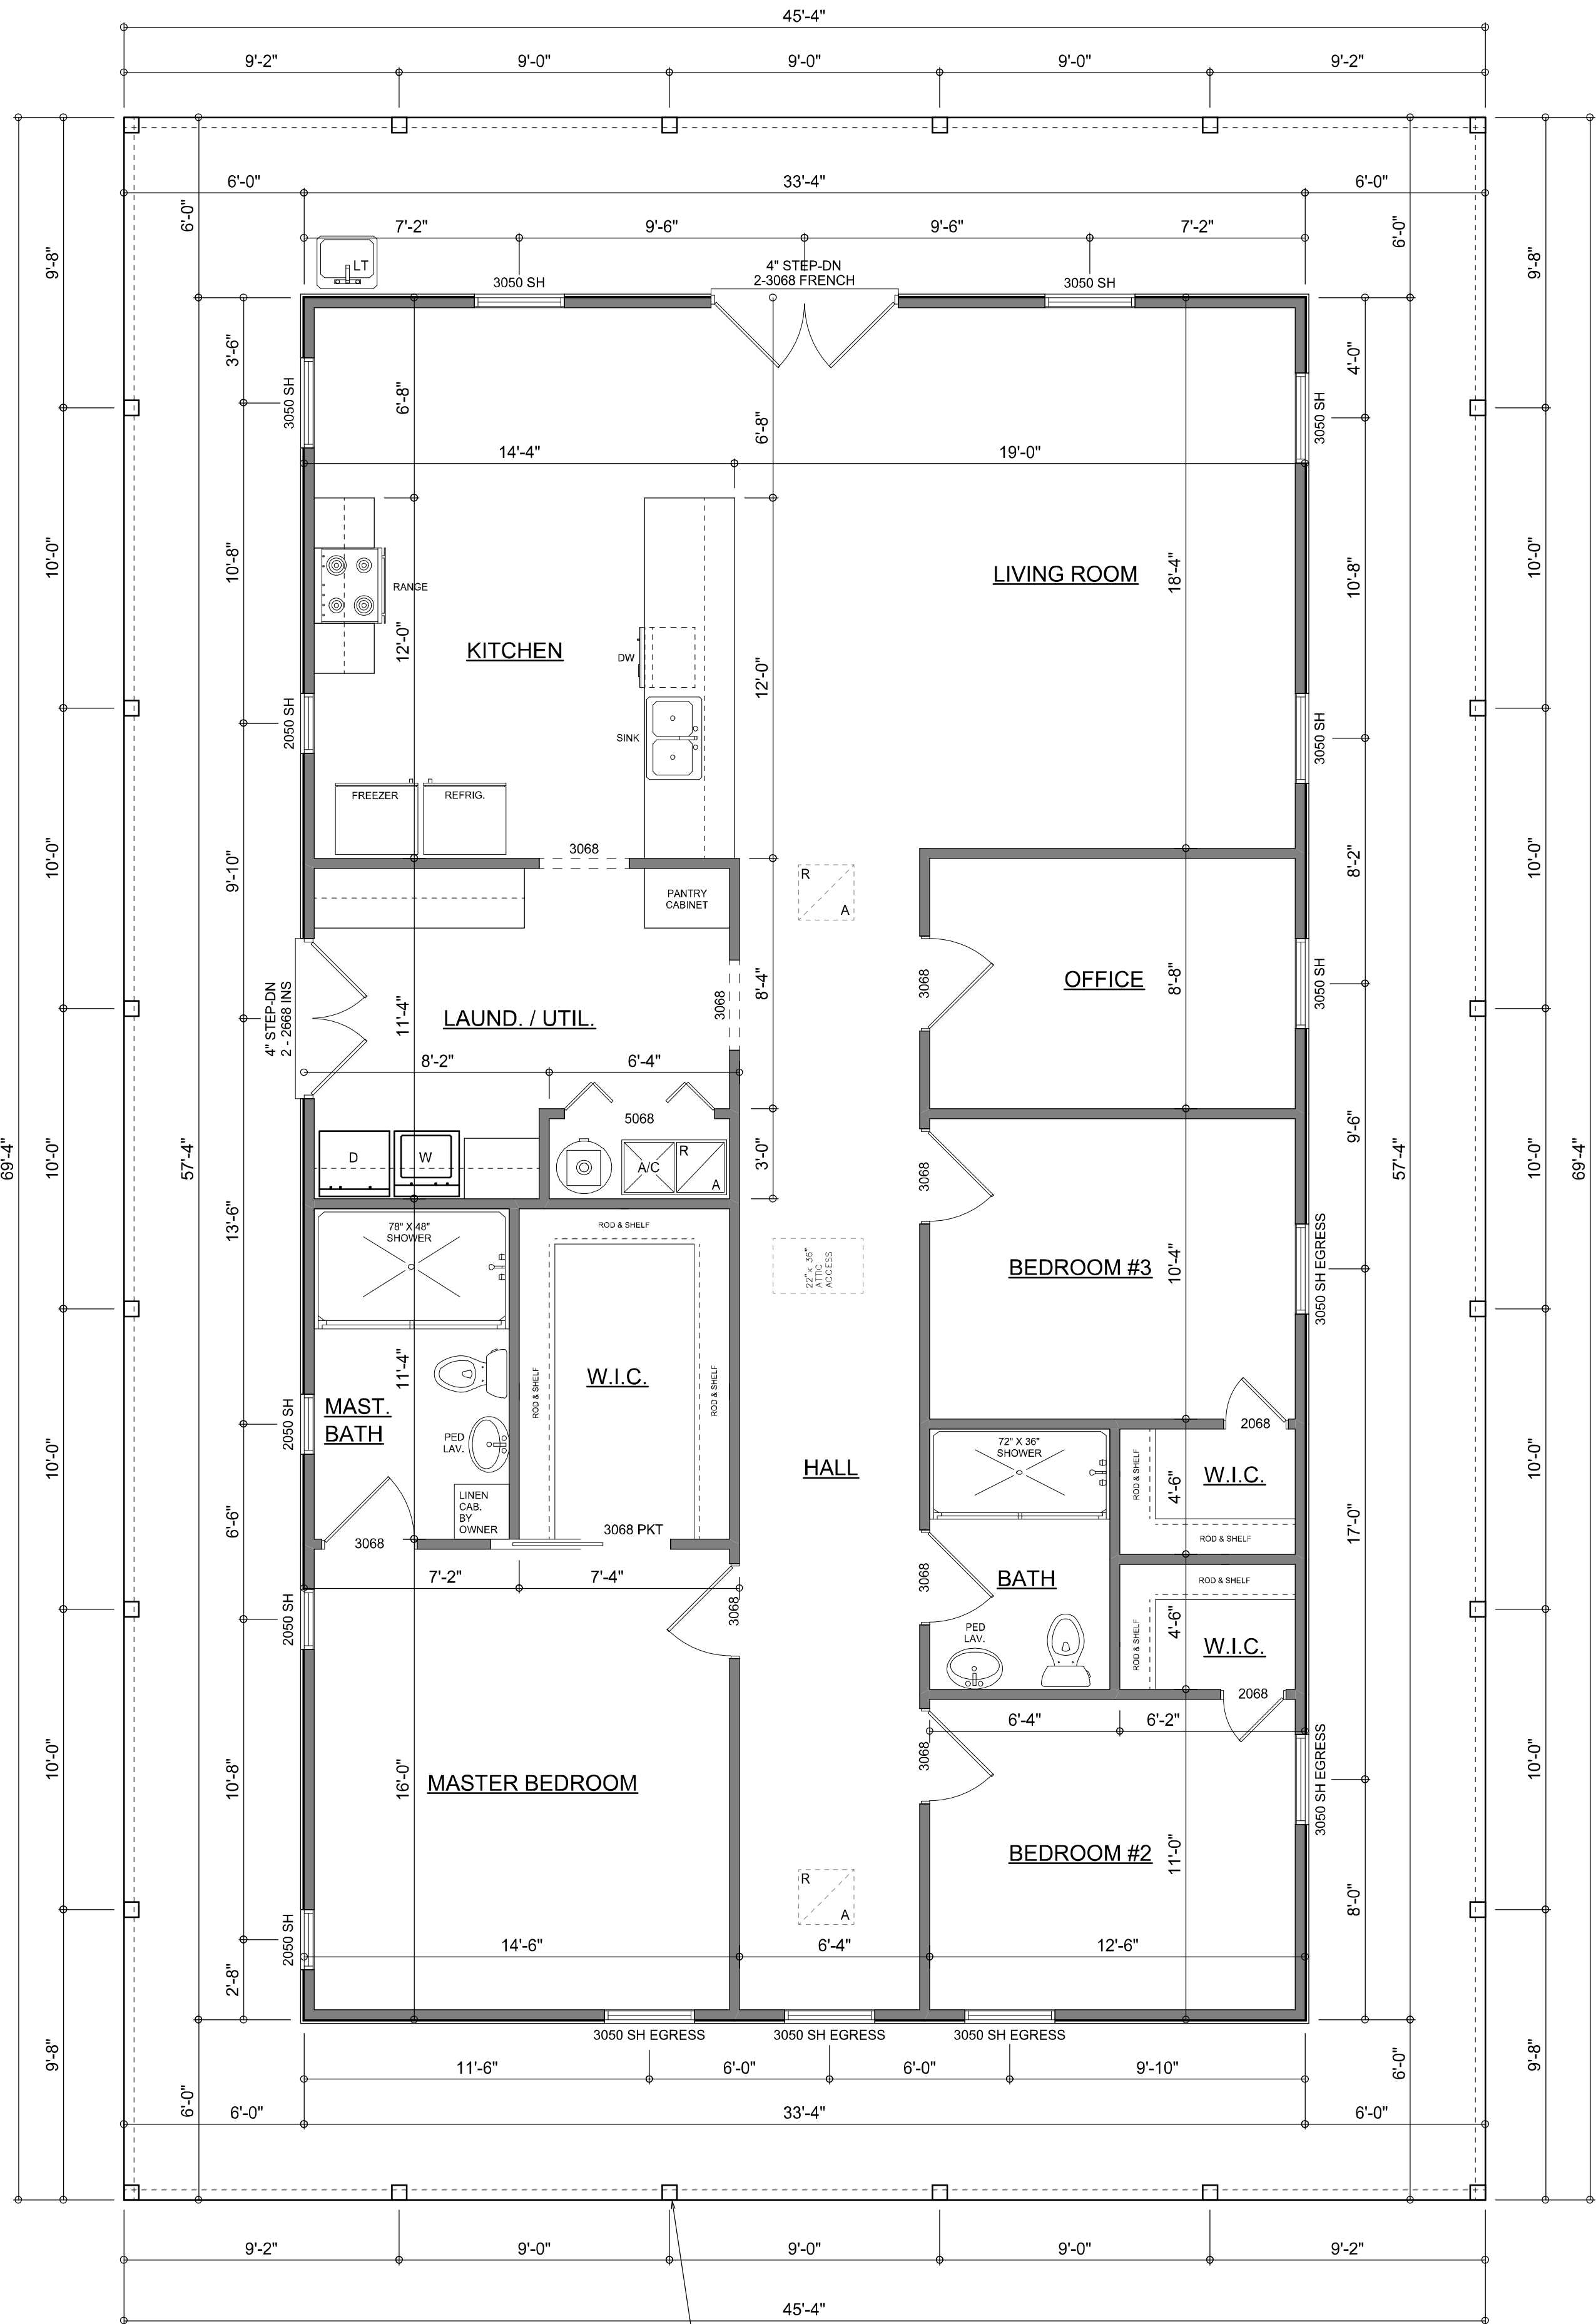 45'-4"
9'-2" 9'-0" 9'-0" 9'-0" 9'-2"
6'-0" 33'-4" 6'-0"
7'-2" 9'-6" 9'-6" 7'-2"
6'-0"
6'-0"
9'-8"
9'-8"
LT
3050 SH
4" STEP-DN
2-3068 FRENCH
3050 SH
3'-6"
3050 SH
6'-8"
6'-8"
3050 SH
4'-0"
14'-4" 19'-0"
10'-0"
10'-8"
RANGE
12'-0"
KITCHEN
DW
SINK
12'-0"
LIVING ROOM
18'-4"
10'-8"
10'-0"
2050 SH
3050 SH
FREEZER
REFRIG.
3068
10'-0"
9'-10"
PANTRY
CABINET
R
A
8'-2"
10'-0"
4" STEP-DN
2 - 2668 INS
11'-4"
LAUND. / UTIL.
3068
8'-4"
3068
OFFICE
8'-8"
3050 SH
8'-2" 6'-4"
5068
69'-4"
10'-0"
57'-4"
D
W
A/C
R
A
3'-0"
3068
9'-6"
57'-4"
10'-0"
69'-4"
13'-6"
78" X 48"
SHOWER
ROD & SHELF
22" x 36"
ATTIC
ACCESS
BEDROOM #3
10'-4"
3050 SH EGRESS
11'-4"
ROD & SHELF
W.I.C.
ROD & SHELF
MAST.
BATH
2050 SH
PED
LAV.
2068
10'-0"
HALL
72" X 36"
SHOWER
ROD & SHELF
4'-6"
W.I.C.
10'-0"
6'-6"
LINEN
CAB.
BY
OWNER
3068
3068 PKT
ROD & SHELF
17'-0"
7'-2" 7'-4"
2050 SH
3068
3068
BATH
ROD & SHELF
PED
LAV.
ROD & SHELF
4'-6"
W.I.C.
2068
6'-4" 6'-2"
10'-0"
10'-8"
16'-0"
MASTER BEDROOM
3068
3050 SH EGRESS
10'-0"
BEDROOM #2
11'-0"
R
A
8'-0"
2050 SH
14'-6" 6'-4" 12'-6"
2'-8"
3050 SH EGRESS
3050 SH EGRESS
3050 SH EGRESS
9'-8"
9'-8"
11'-6" 6'-0" 6'-0" 9'-10"
6'-0"
6'-0"
6'-0" 33'-4" 6'-0"
9'-2" 9'-0" 9'-0" 9'-0" 9'-2"
45'-4"